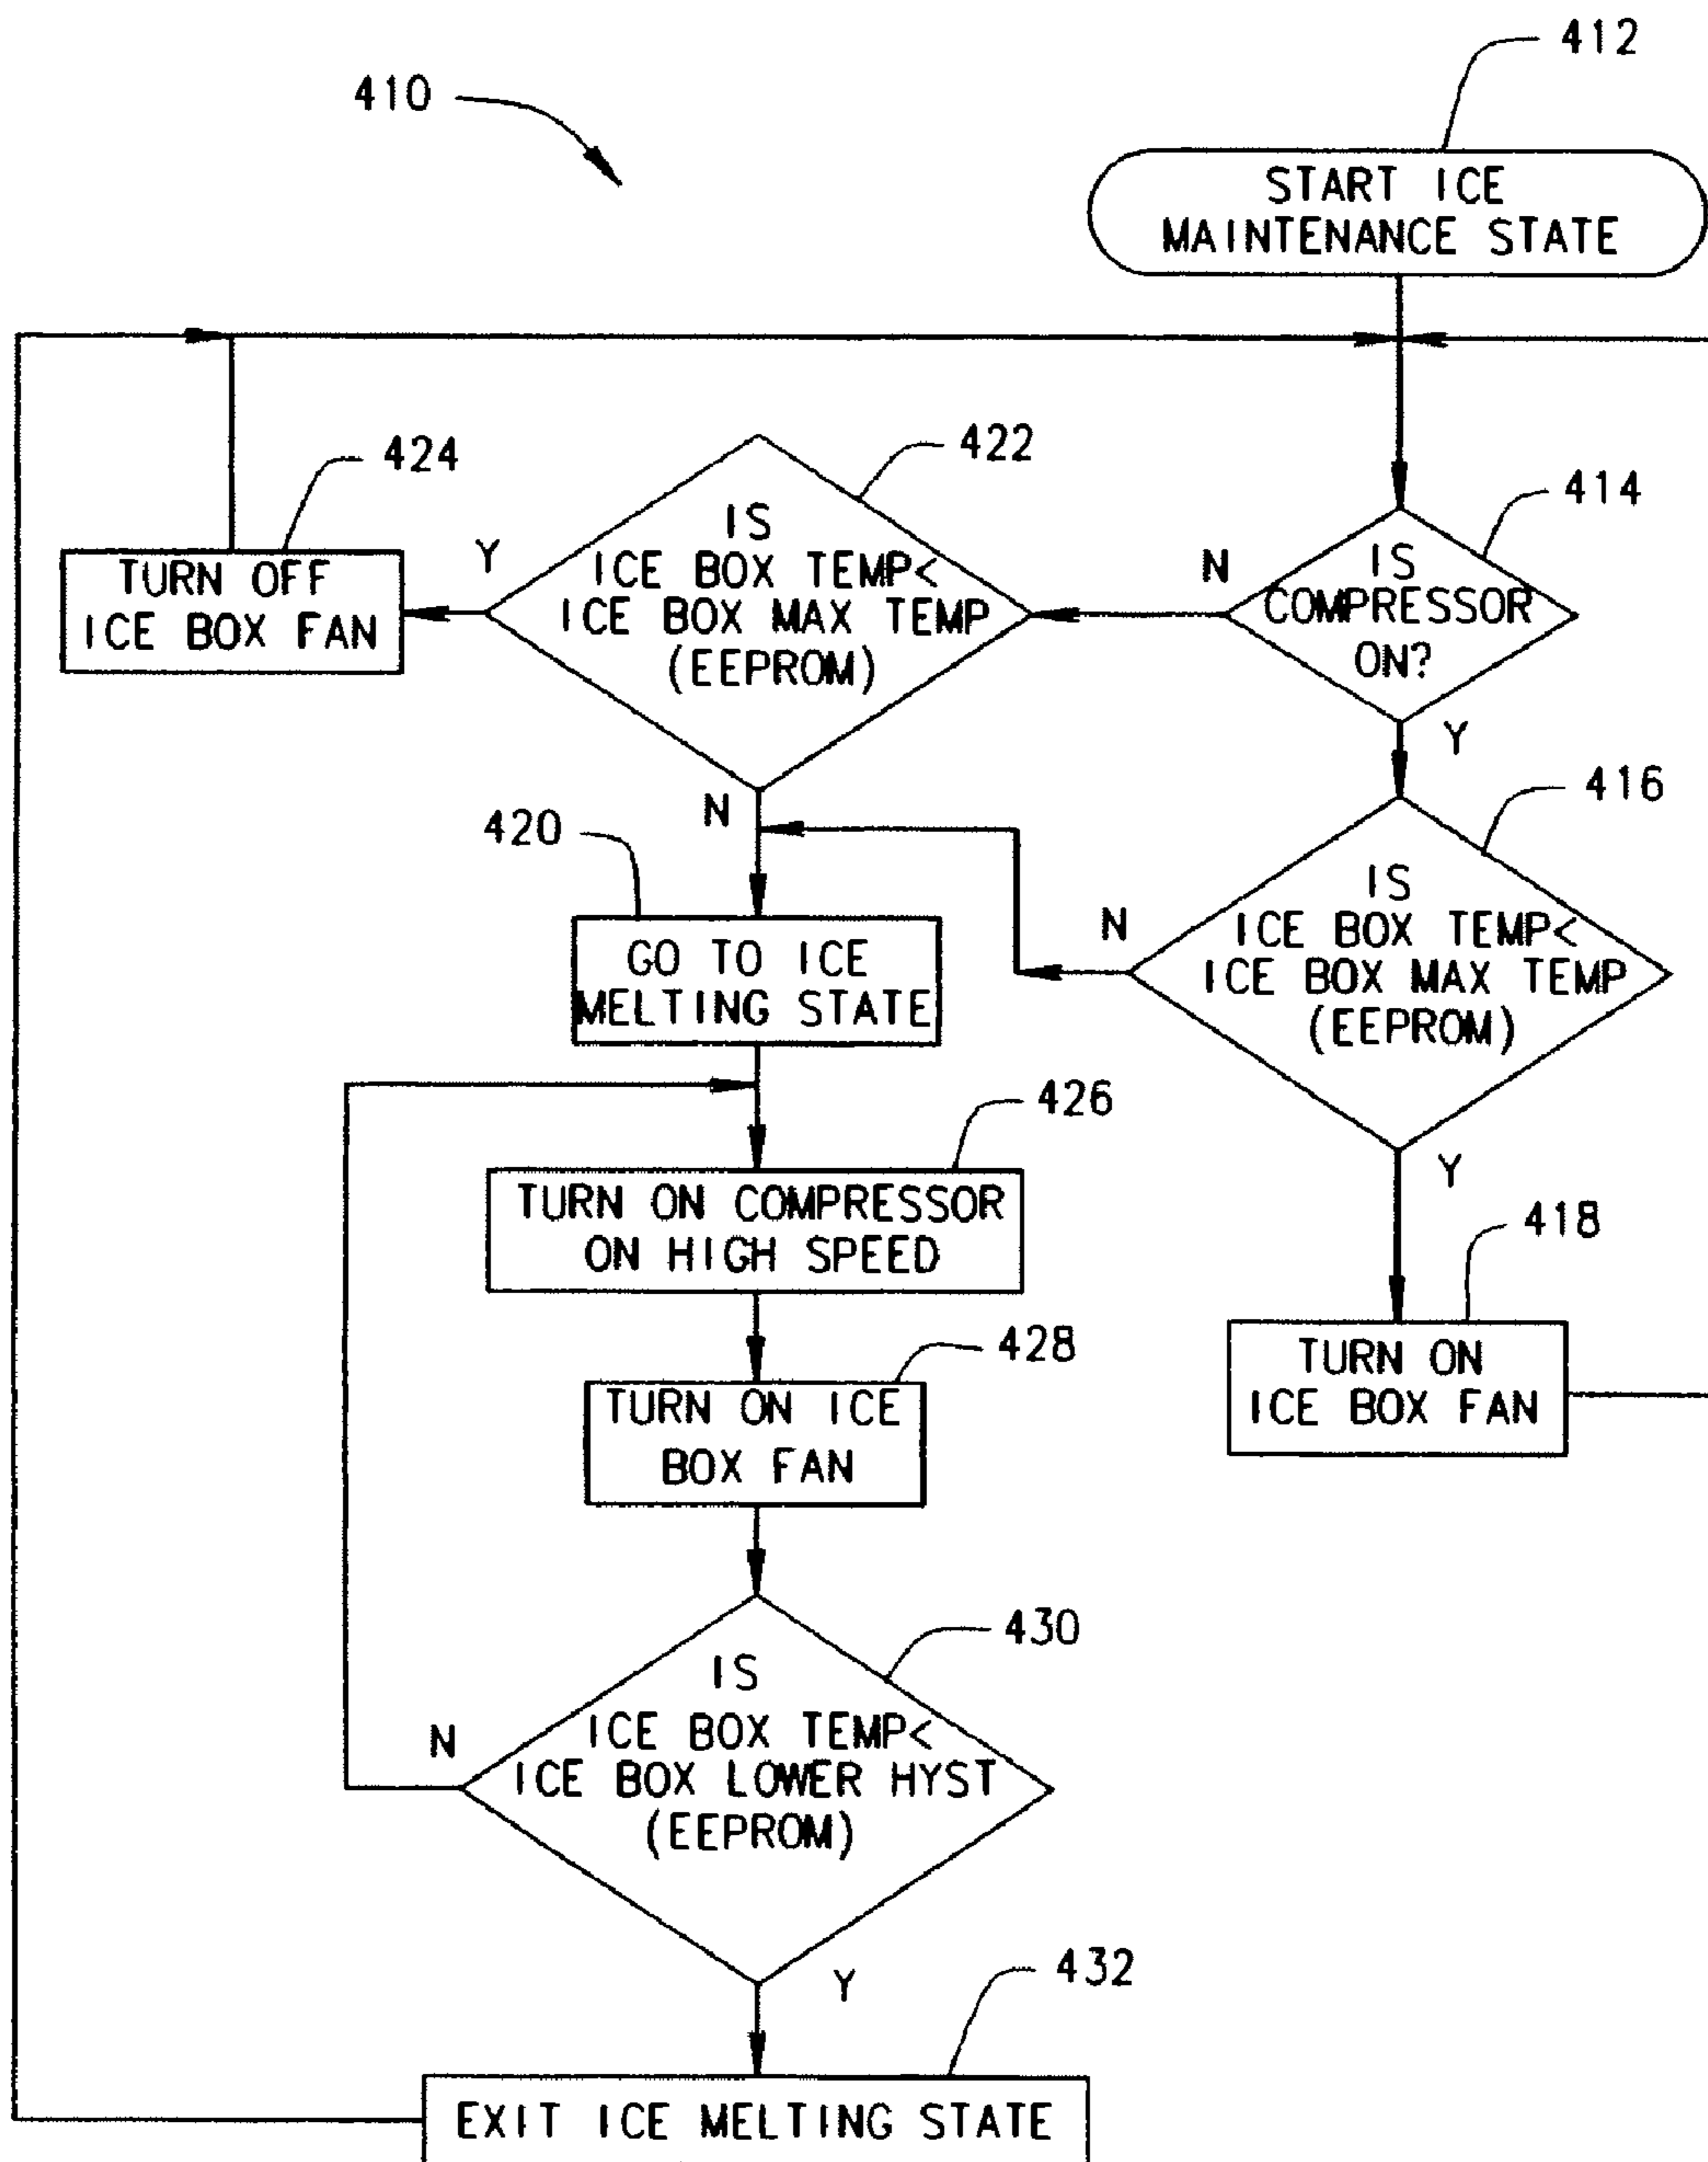 412
410
START ICE
MAINTENANCE STATE
422
424
414
IS
ICE BOX TEMP<
ICE BOX MAX TEMP
(EEPROM)
Y
N
TURN OFF
ICE BOX FAN
IS
COMPRESSOR
ON?
Y
N
416
420
IS
ICE BOX TEMP<
ICE BOX MAX TEMP
(EEPROM)
N
GO TO ICE
MELTING STATE
426
Y
TURN ON COMPRESSOR
ON HIGH SPEED
418
428
TURN ON
ICE BOX FAN
TURN ON ICE
BOX FAN
430
IS
ICE BOX TEMP<
ICE BOX LOWER HYST
(EEPROM)
N
Y
432
EXIT ICE MELTING STATE